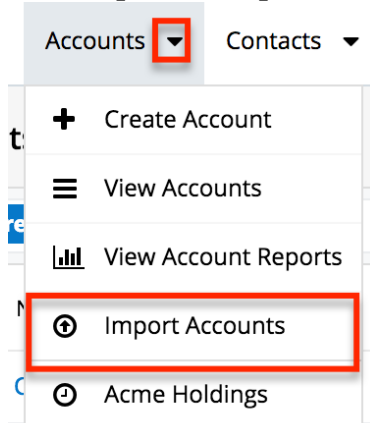 Accounts Contacts
Create Account
View Accounts
View Account Reports
Import Accounts
Acme Holdings